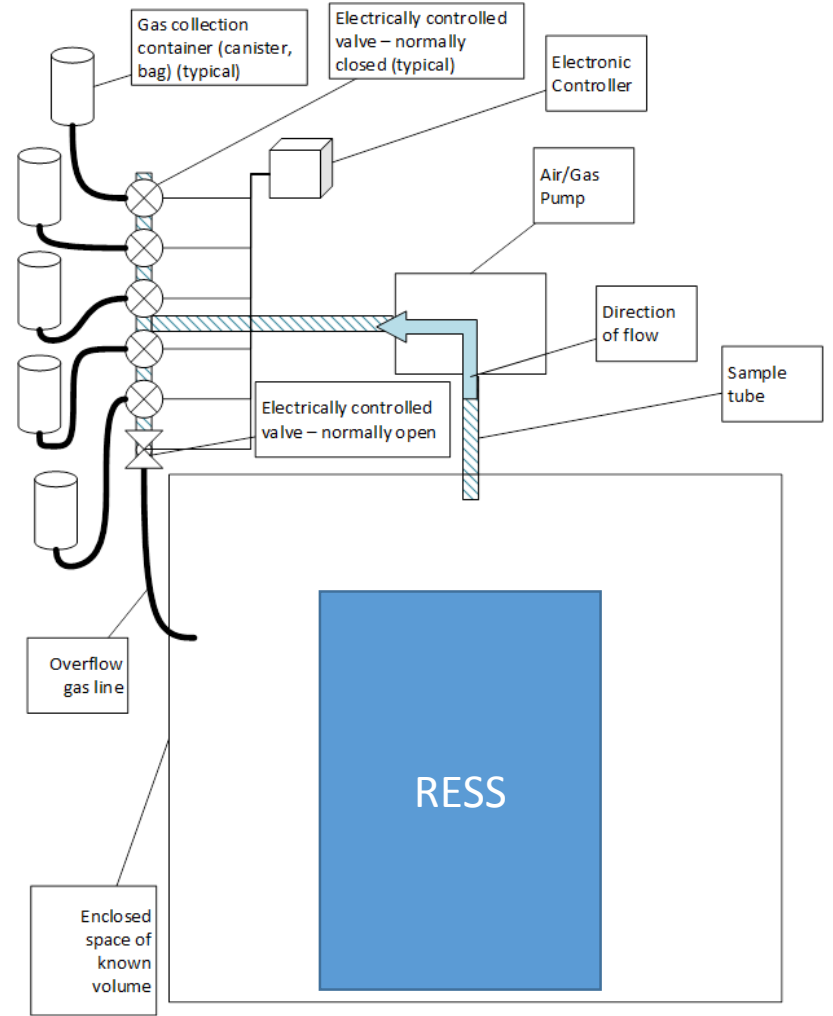 Gas collection
container (canister,
bag) (typical)
Electrically controlled
valve – normally
closed (typical)
Electronic
Controller
Air/Gas
Pump
Direction
of flow
Sample
tube
Electrically controlled
valve – normally open
Overflow
gas line
RESS
Enclosed
space of
known
volume